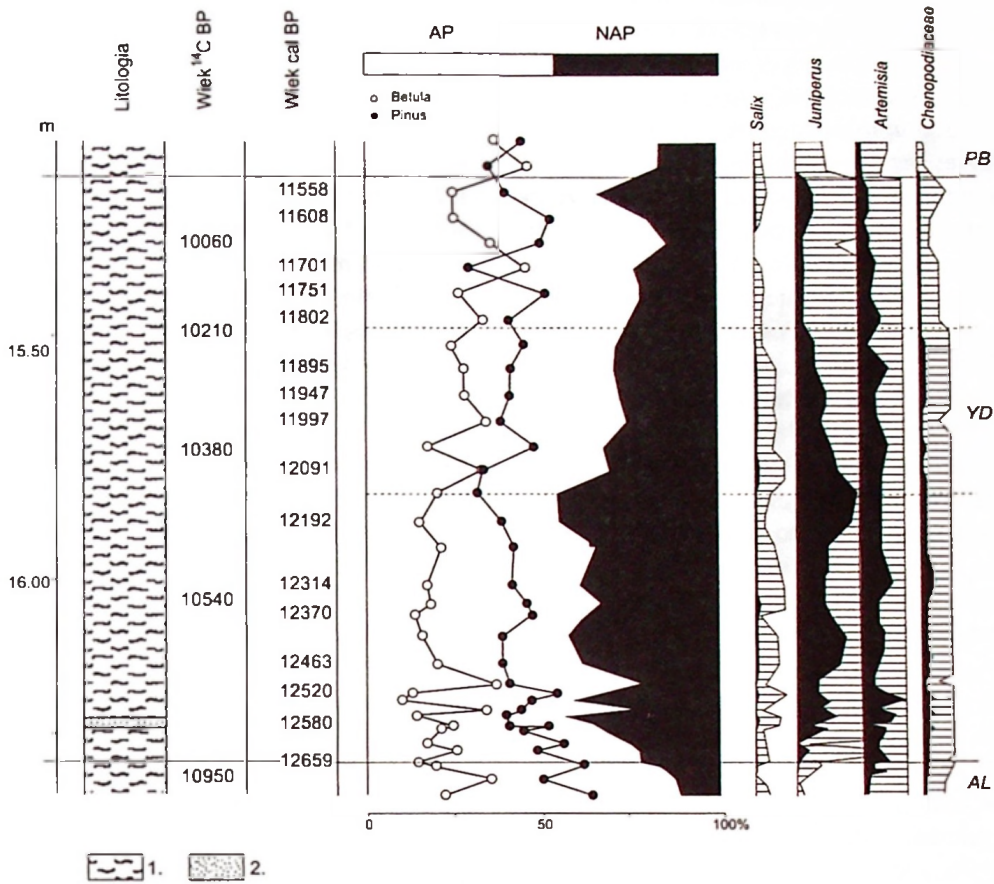 m
Litologia
Wiek ¹⁴C BP
Wiek cal BP
AP
NAP
Betula
Pinus
Salix
Juniperus
Artemisia
Chenopodiaceae
PB
11558
11608
10060
11701
11751
11802
10210
15.50
11895
11947
11997
YD
10380
12091
12192
16.00
12314
10540
12370
12463
12520
12580
12659
10950
AL
0
50
100%
1.
2.